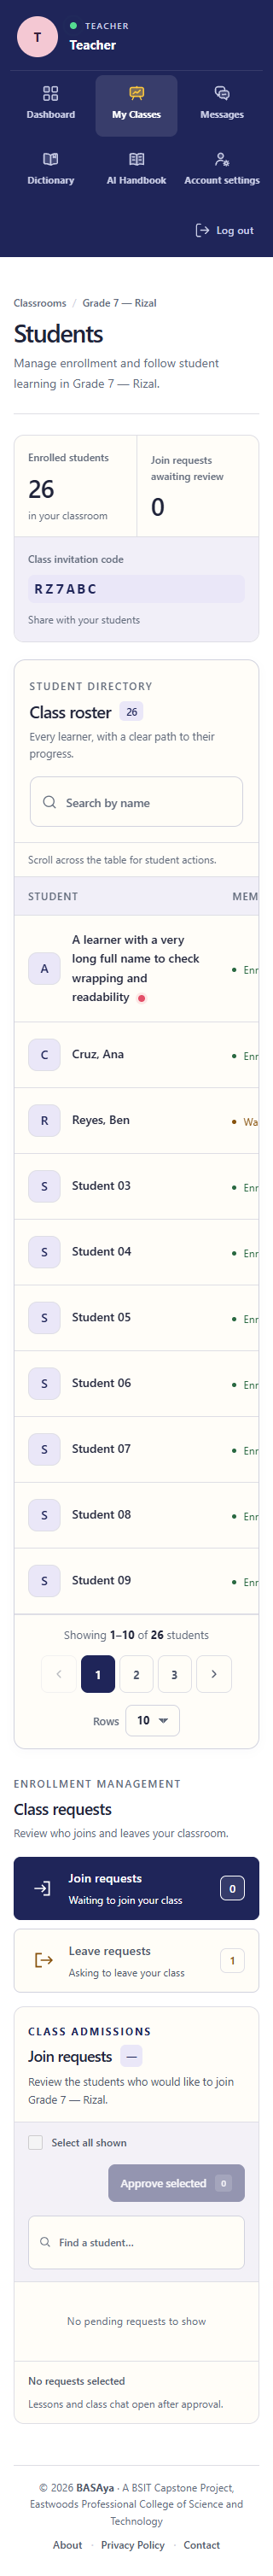 T
TEACHER
Teacher
Dashboard
My Classes
Messages
Dictionary
AI Handbook
Account settings
Log out
Classrooms / Grade 7 — Rizal
Students
Manage enrollment and follow student
learning in Grade 7 — Rizal.
Enrolled students
26
in your classroom
Join requests
awaiting review
0
Class invitation code
RZ7ABC
Share with your students
STUDENT DIRECTORY
Class roster 26
Every learner, with a clear path to their
progress.
Search by name
Scroll across the table for student actions.
STUDENT MEM
A
A learner with a very
long full name to check
wrapping and
readability
Enr
C Cruz, Ana Enr
R Reyes, Ben Wa
S Student 03 Enr
S Student 04 Enr
S Student 05 Enr
S Student 06 Enr
S Student 07 Enr
S Student 08 Enr
S Student 09 Enr
Showing 1–10 of 26 students
‹ 1 2 3 ›
Rows 10
ENROLLMENT MANAGEMENT
Class requests
Review who joins and leaves your classroom.
Join requests
Waiting to join your class
0
Leave requests
Asking to leave your class
1
CLASS ADMISSIONS
Join requests —
Review the students who would like to join
Grade 7 — Rizal.
Select all shown
Approve selected 0
Find a student...
No pending requests to show
No requests selected
Lessons and class chat open after approval.
© 2026 BASAya · A BSIT Capstone Project,
Eastwoods Professional College of Science and
Technology
About · Privacy Policy · Contact